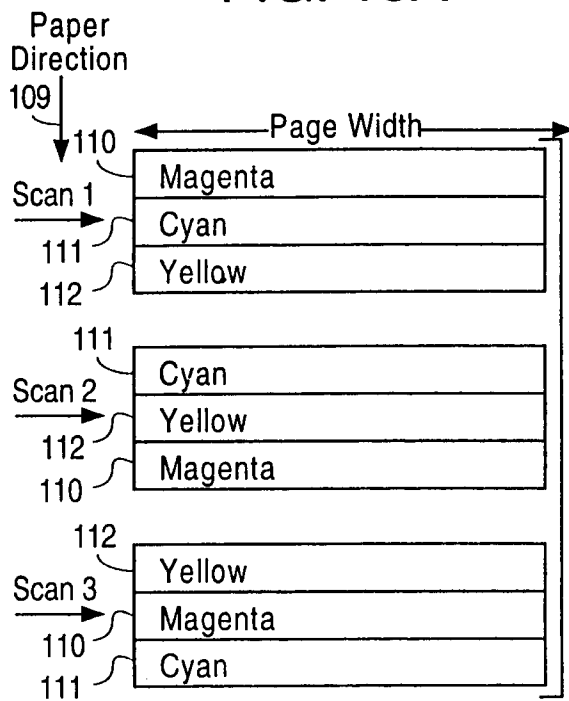 Paper
Direction
109
Page Width
110
Magenta
Scan 1
Cyan
111
Yellow
112
111
Cyan
Scan 2
Yellow
112
Magenta
110
112
Yellow
Scan 3
Magenta
110
Cyan
111